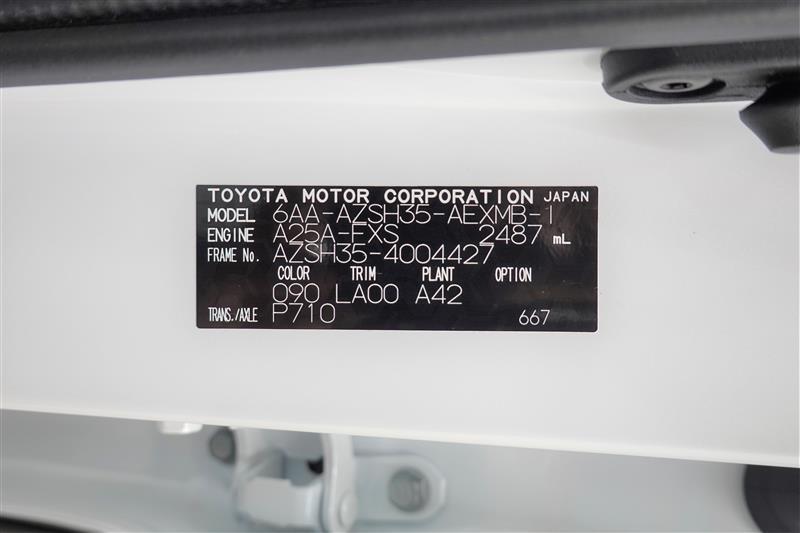 TOYOTA MOTOR CORPORATION JAPAN
MODEL 6AA-AZSH35-AEXMB-1
ENGINE A25A-FXS 2487 mL
FRAME No. AZSH35-4004427
COLOR TRIM PLANT OPTION
090 LA00 A42
TRANS./AXLE P710 667